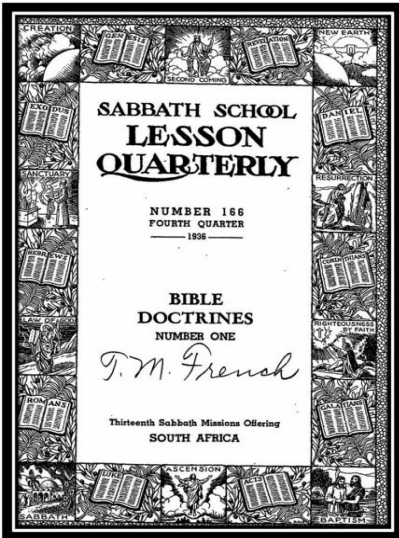 CREATION
GENESIS
SECOND COMING
REVELATION
NEW EARTH
EXODUS
DANIEL
SANCTUARY
RESURRECTION
HEBREWS
CORINTHIANS
LAW OF GOD
RIGHTEOUSNESS
BY FAITH
ROMANS
GALATIANS
SABBATH
LUKE
ASCENSION
ACTS
BAPTISM
SABBATH SCHOOL
LESSON
QUARTERLY
NUMBER 166
FOURTH QUARTER
1936
BIBLE
DOCTRINES
NUMBER ONE
T. M. French
Thirteenth Sabbath Missions Offering
SOUTH AFRICA